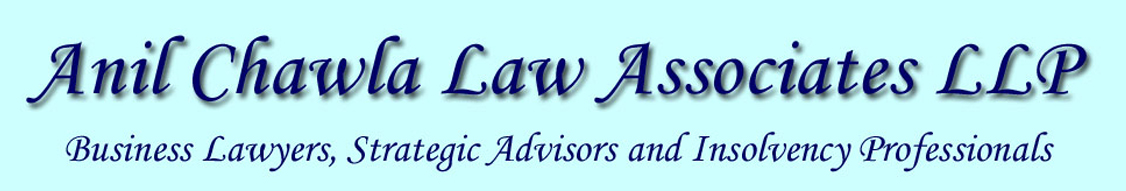 Anil Chawla Law Associates LLP
Business Lawyers, Strategic Advisors and Insolvency Professionals